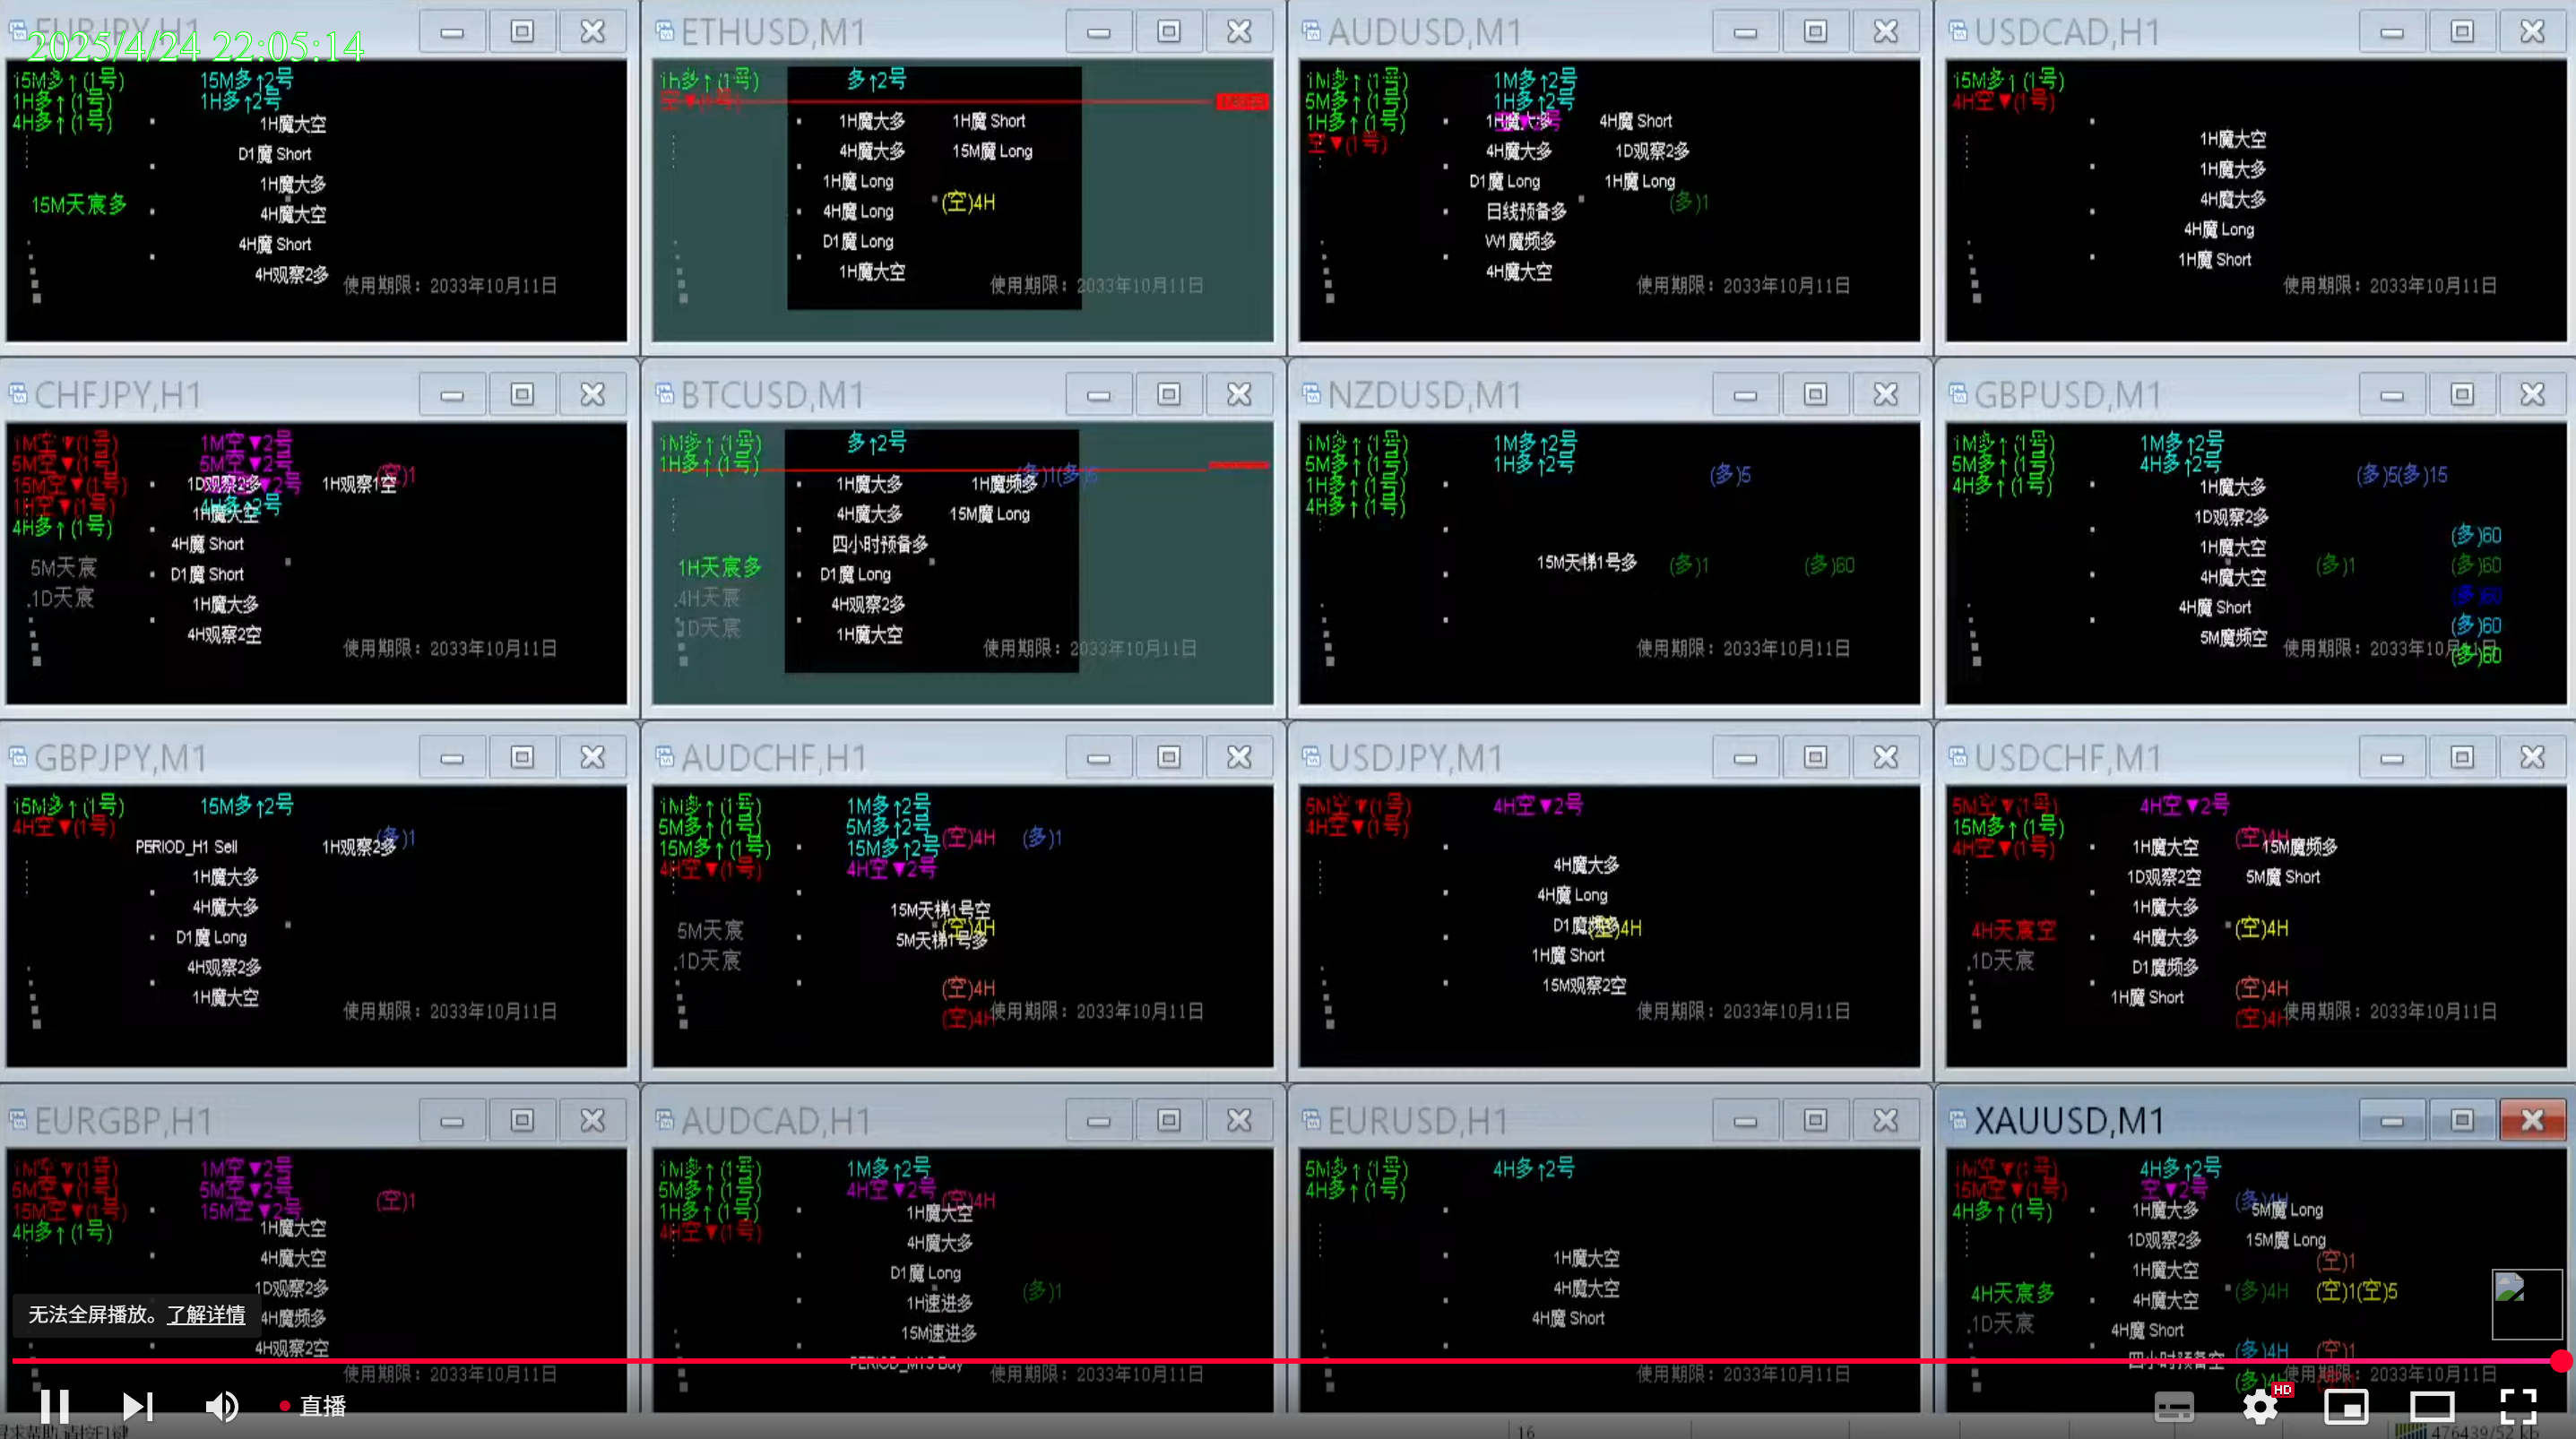 EURJPY,H1
2025/4/24 22:05:14
15M多↑(1号) 15M多↑2号
1H多↑(1号) 1H多↑2号
4H多↑(1号)
1H魔大空
D1魔 Short
1H魔大多
15M天宸多
4H魔大空
4H魔 Short
4H观察2多
使用期限：2033年10月11日
ETHUSD,M1
1h多↑(1号) 多↑2号
空▼(1号)
1H魔大多 1H魔 Short
4H魔大多 15M魔 Long
1H魔 Long
4H魔 Long (空)4H
D1魔 Long
1H魔大空
使用期限：2033年10月11日
AUDUSD,M1
1M多↑(1号) 1M多↑2号
5M多↑(1号) 1H多↑2号
1H多↑(1号) 1H魔大多 4H魔 Short
空▼(1号) 4H魔大多 1D观察2多
D1魔 Long 1H魔 Long
日线预备多 (多)1
W1魔频多
4H魔大空
使用期限：2033年10月11日
USDCAD,H1
15M多↑(1号)
4H空▼(1号)
1H魔大空
1H魔大多
4H魔大多
4H魔 Long
1H魔 Short
使用期限：2033年10月11日
CHFJPY,H1
1M空▼(1号) 1M空▼2号
5M空▼(1号) 5M空▼2号
(空)1
15M空▼(1号) 1D观察2多 1H观察1空
1H空▼(1号) 4H多↑2号
1H魔大空
4H多↑(1号)
4H魔 Short
5M天宸 D1魔 Short
.1D天宸 1H魔大多
4H观察2空
使用期限：2033年10月11日
BTCUSD,M1
1M多↑(1号) 多↑2号
1H多↑(1号)
(多)1(多)5
1H魔大多 1H魔频多
4H魔大多 15M魔 Long
四小时预备多
1H天宸多 D1魔 Long
.4H天宸 4H观察2多
1D天宸 1H魔大空
使用期限：2033年10月11日
NZDUSD,M1
1M多↑(1号) 1M多↑2号
5M多↑(1号) 1H多↑2号 (多)5
1H多↑(1号)
4H多↑(1号)
15M天梯1号多 (多)1 (多)60
使用期限：2033年10月11日
GBPUSD,M1
1M多↑(1号) 1M多↑2号
5M多↑(1号) 4H多↑2号 (多)5(多)15
4H多↑(1号) 1H魔大多
1D观察2多
1H魔大空 (多)60
4H魔大空 (多)1 (多)60
4H魔 Short (多)60
5M魔频空 (多)60
使用期限：2033年10月11日
(多)60
GBPJPY,M1
15M多↑(1号) 15M多↑2号
4H空▼(1号)
PERIOD_H1 Sell 1H观察2多 (多)1
1H魔大多
4H魔大多
D1魔 Long
4H观察2多
1H魔大空
使用期限：2033年10月11日
AUDCHF,H1
1M多↑(1号) 1M多↑2号
5M多↑(1号) 5M多↑2号 (空)4H (多)1
15M多↑(1号) 15M多↑2号
4H空▼(1号) 4H空▼2号
15M天梯1号空
5M天宸 (空)4H
5M天梯1号多
.1D天宸
(空)4H
(空)4H
使用期限：2033年10月11日
USDJPY,M1
5M空▼(1号) 4H空▼2号
4H空▼(1号)
4H魔大多
4H魔 Long
D1魔频多 (空)4H
1H魔 Short
15M观察2空
使用期限：2033年10月11日
USDCHF,M1
5M空▼(1号) 4H空▼2号
15M多↑(1号) (空)4H
4H空▼(1号) 1H魔大空 15M魔频多
1D观察2空 5M魔 Short
1H魔大多
4H天宸空 4H魔大多 (空)4H
.1D天宸 D1魔频多
1H魔 Short (空)4H
(空)4H
使用期限：2033年10月11日
EURGBP,H1
1M空▼(1号) 1M空▼2号
5M空▼(1号) 5M空▼2号 (空)1
15M空▼(1号) 15M空▼2号
4H多↑(1号) 1H魔大空
4H魔大空
1D观察2多
4H魔频多
4H观察2空
使用期限：2033年10月11日
AUDCAD,H1
1M多↑(1号) 1M多↑2号
5M多↑(1号) 4H空▼2号 (空)4H
1H多↑(1号) 1H魔大空
4H空▼(1号) 4H魔大多
D1魔 Long
1H速进多 (多)1
15M速进多
PERIOD_M15 Buy
使用期限：2033年10月11日
EURUSD,H1
5M多↑(1号) 4H多↑2号
4H多↑(1号)
1H魔大空
4H魔大空
4H魔 Short
使用期限：2033年10月11日
XAUUSD,M1
1M空▼(1号) 4H多↑2号
15M空▼(1号) 空▼2号
(多)4H
4H多↑(1号) 1H魔大多 5M魔 Long
1D观察2多 15M魔 Long
1H魔大空 (空)1
4H天宸多 4H魔大空 (多)4H (空)1(空)5
.1D天宸 4H魔 Short
四小时预备空 (多)4H (空)1
使用期限：2033年10月11日
无法全屏播放。了解详情
直播
HD
16
476439/52 kb